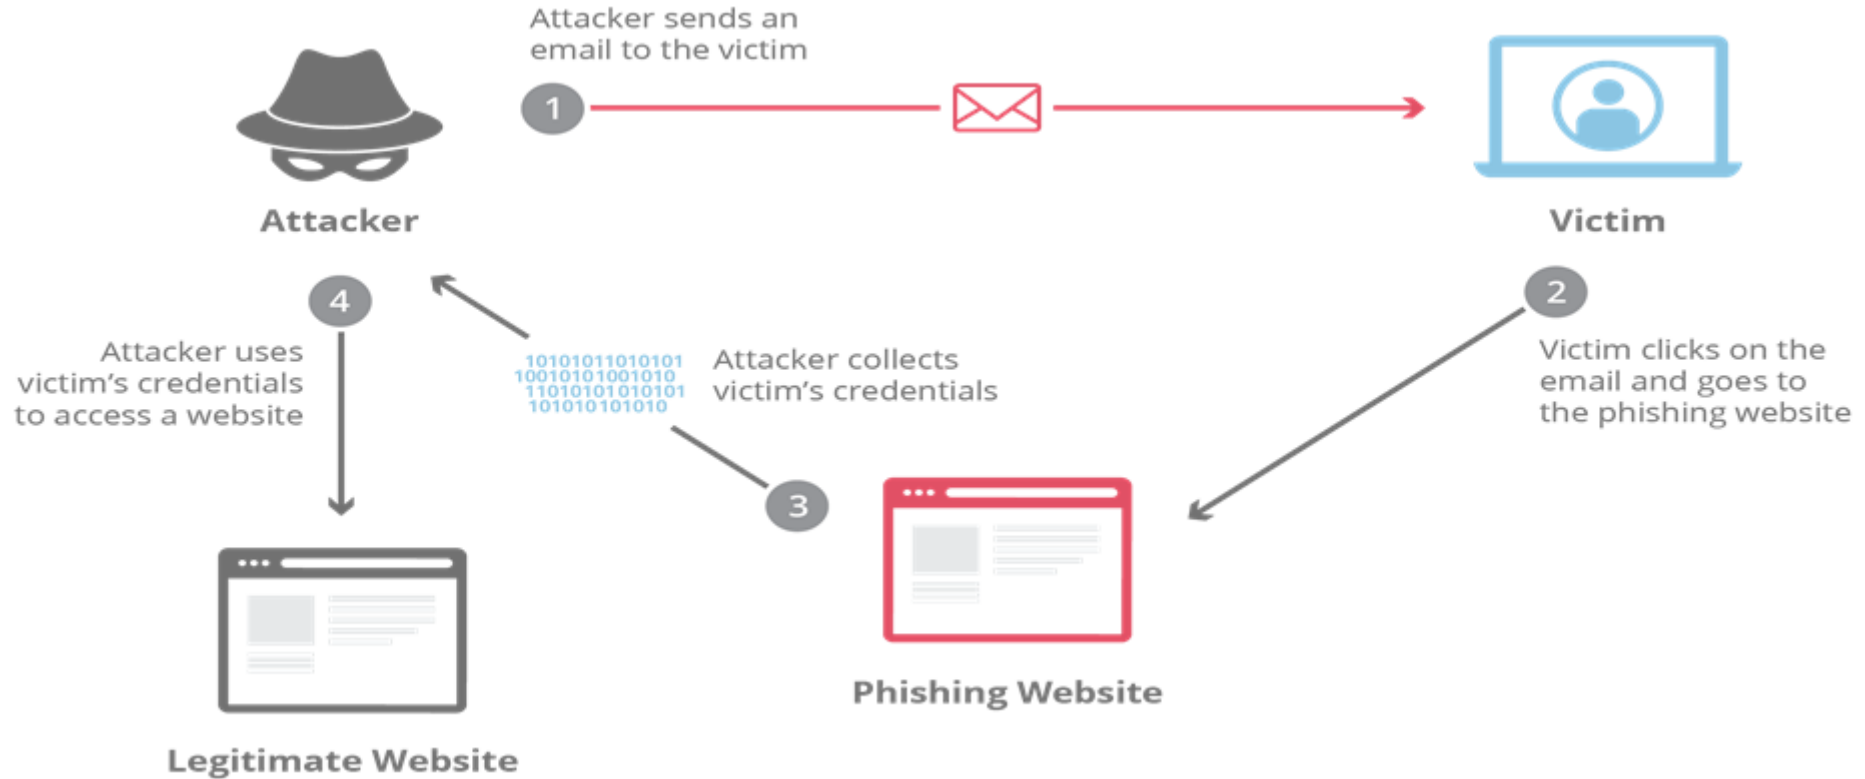 Attacker sends an
email to the victim
1
Attacker
Victim
4
2
Attacker uses
victim’s credentials
to access a website
10101011010101
10010101001010
11010101010101
101010101010
Attacker collects
victim’s credentials
Victim clicks on the
email and goes to
the phishing website
3
Phishing Website
Legitimate Website